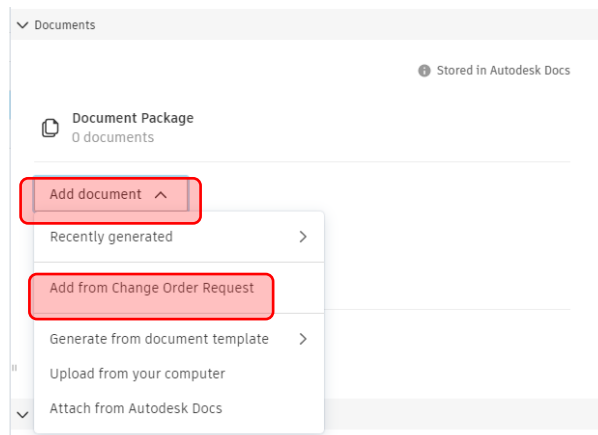 Documents
Stored in Autodesk Docs
Document Package
0 documents
Add document
Recently generated
Add from Change Order Request
Generate from document template
Upload from your computer
Attach from Autodesk Docs